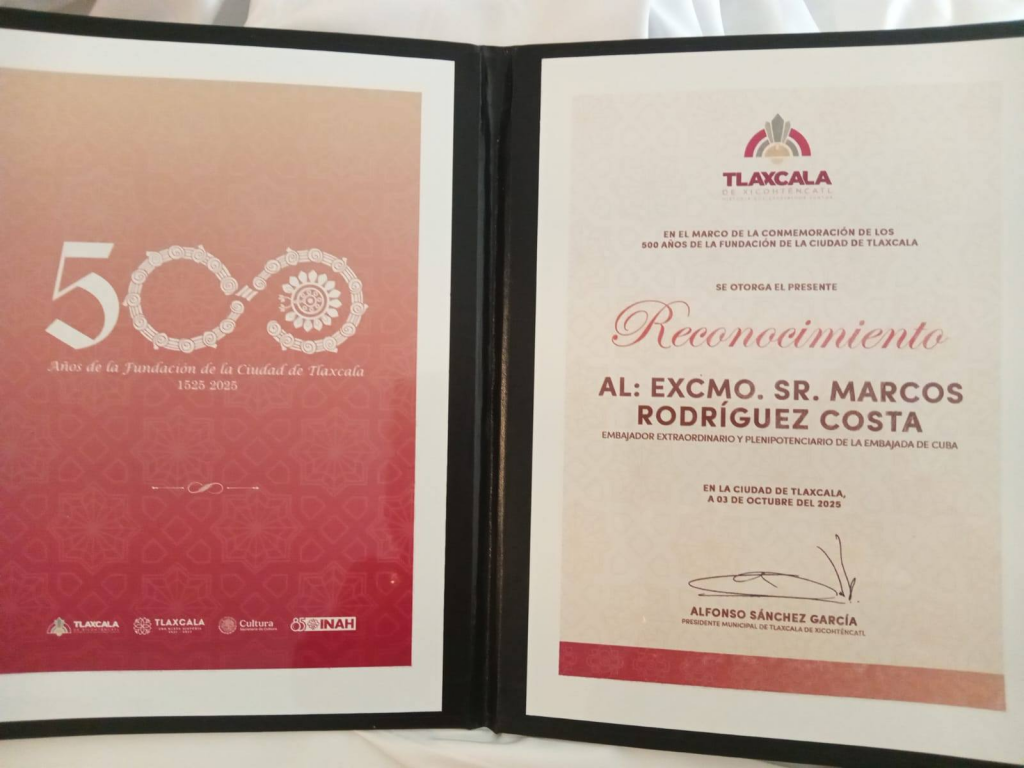 500
Años de la Fundación de la Ciudad de Tlaxcala
1525 2025
TLAXCALA
TLAXCALA
Cultura
85 INAH
TLAXCALA
DE XICOHTÉNCATL
EN EL MARCO DE LA CONMEMORACIÓN DE LOS
500 AÑOS DE LA FUNDACIÓN DE LA CIUDAD DE TLAXCALA
SE OTORGA EL PRESENTE
Reconocimiento
AL: EXCMO. SR. MARCOS
RODRÍGUEZ COSTA
EMBAJADOR EXTRAORDINARIO Y PLENIPOTENCIARIO DE LA EMBAJADA DE CUBA
EN LA CIUDAD DE TLAXCALA,
A 03 DE OCTUBRE DEL 2025
ALFONSO SÁNCHEZ GARCÍA
PRESIDENTE MUNICIPAL DE TLAXCALA DE XICOHTÉNCATL